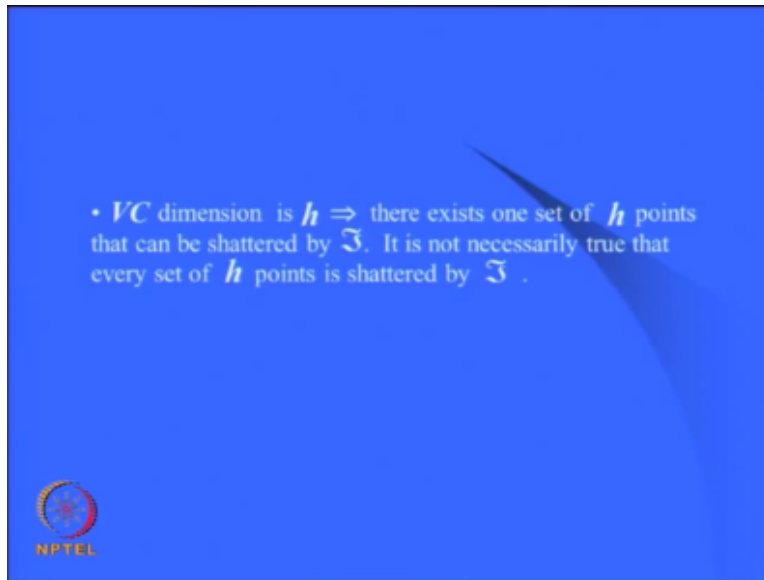 • VC dimension is h ⇒ there exists one set of h points
that can be shattered by ℑ. It is not necessarily true that
every set of h points is shattered by ℑ .
NPTEL